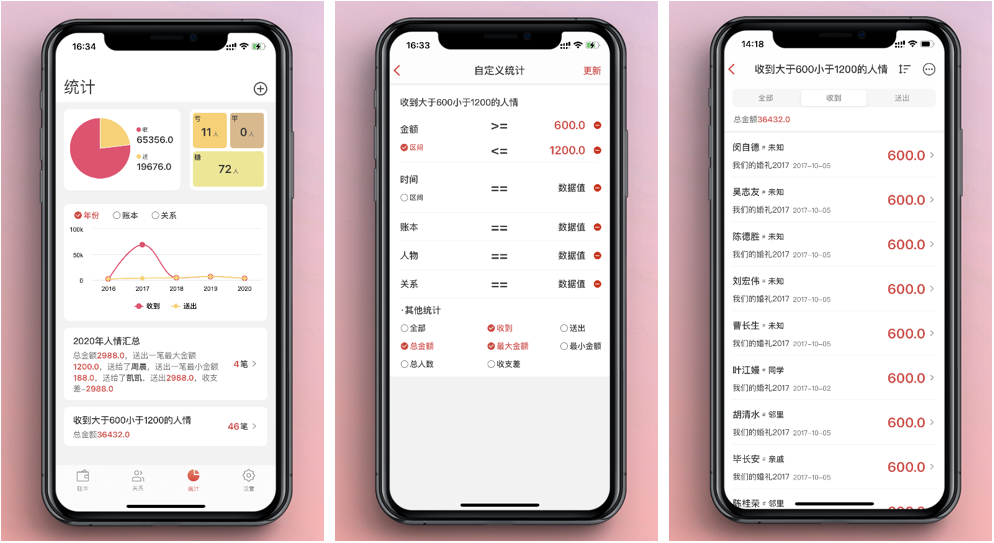 16:34
统计
收
65356.0
送
19676.0
亏
11人
平
0人
赚
72人
年份 账本 关系
100k
50k
0
2016 2017 2018 2019 2020
收到 送出
2020年人情汇总
总金额2988.0，送出一笔最大金额
1200.0，送给了周晨，送出一笔最小金额
188.0，送给了凯凯，送出2988.0，收支
差-2988.0
4笔
收到大于600小于1200的人情
总金额36432.0
46笔
账本 关系 统计 设置
16:33
自定义统计 更新
收到大于600小于1200的人情
金额 >= 600.0
区间 <= 1200.0
时间 == 数据值
区间
账本 == 数据值
人物 == 数据值
关系 == 数据值
·其他统计
全部 收到 送出
总金额 最大金额 最小金额
总人数 收支差
14:18
收到大于600小于1200的人情
全部 收到 送出
总金额36432.0
闵自德 # 未知
我们的婚礼2017 2017-10-05
600.0
吴志友 # 未知
我们的婚礼2017 2017-10-05
600.0
陈德胜 # 未知
我们的婚礼2017 2017-10-05
600.0
刘宏伟 # 未知
我们的婚礼2017 2017-10-05
600.0
曹长生 # 未知
我们的婚礼2017 2017-10-05
600.0
叶江嫚 # 同学
我们的婚礼2017 2017-10-02
600.0
胡清水 # 邻里
我们的婚礼2017 2017-10-05
600.0
毕长安 # 亲戚
我们的婚礼2017 2017-10-05
600.0
陈桂荣 # 邻里
600.0